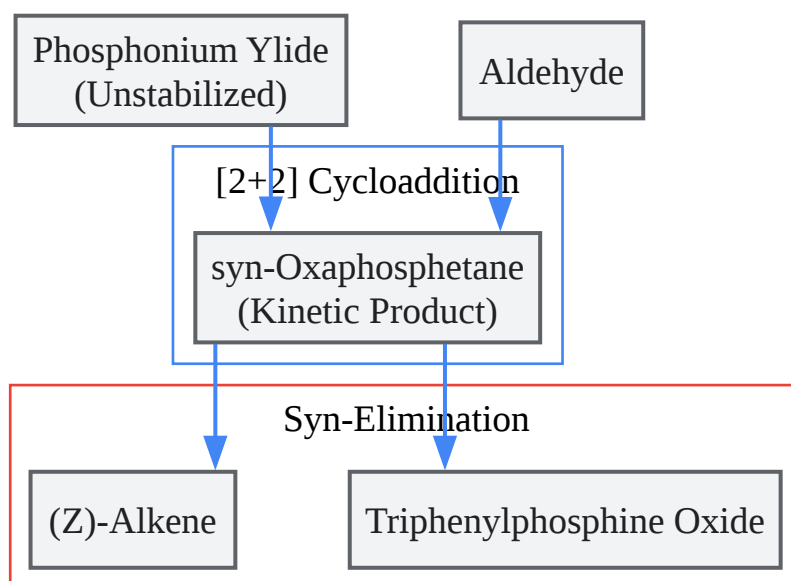 Phosphonium Ylide
(Unstabilized)
Aldehyde
[2+2] Cycloaddition
syn-Oxaphosphetane
(Kinetic Product)
Syn-Elimination
(Z)-Alkene
Triphenylphosphine Oxide